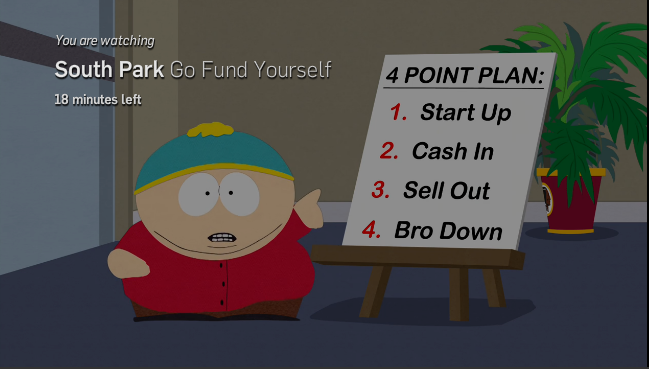 You are watching
South Park Go Fund Yourself
18 minutes left
4 POINT PLAN:
1. Start Up
2. Cash In
3. Sell Out
4. Bro Down